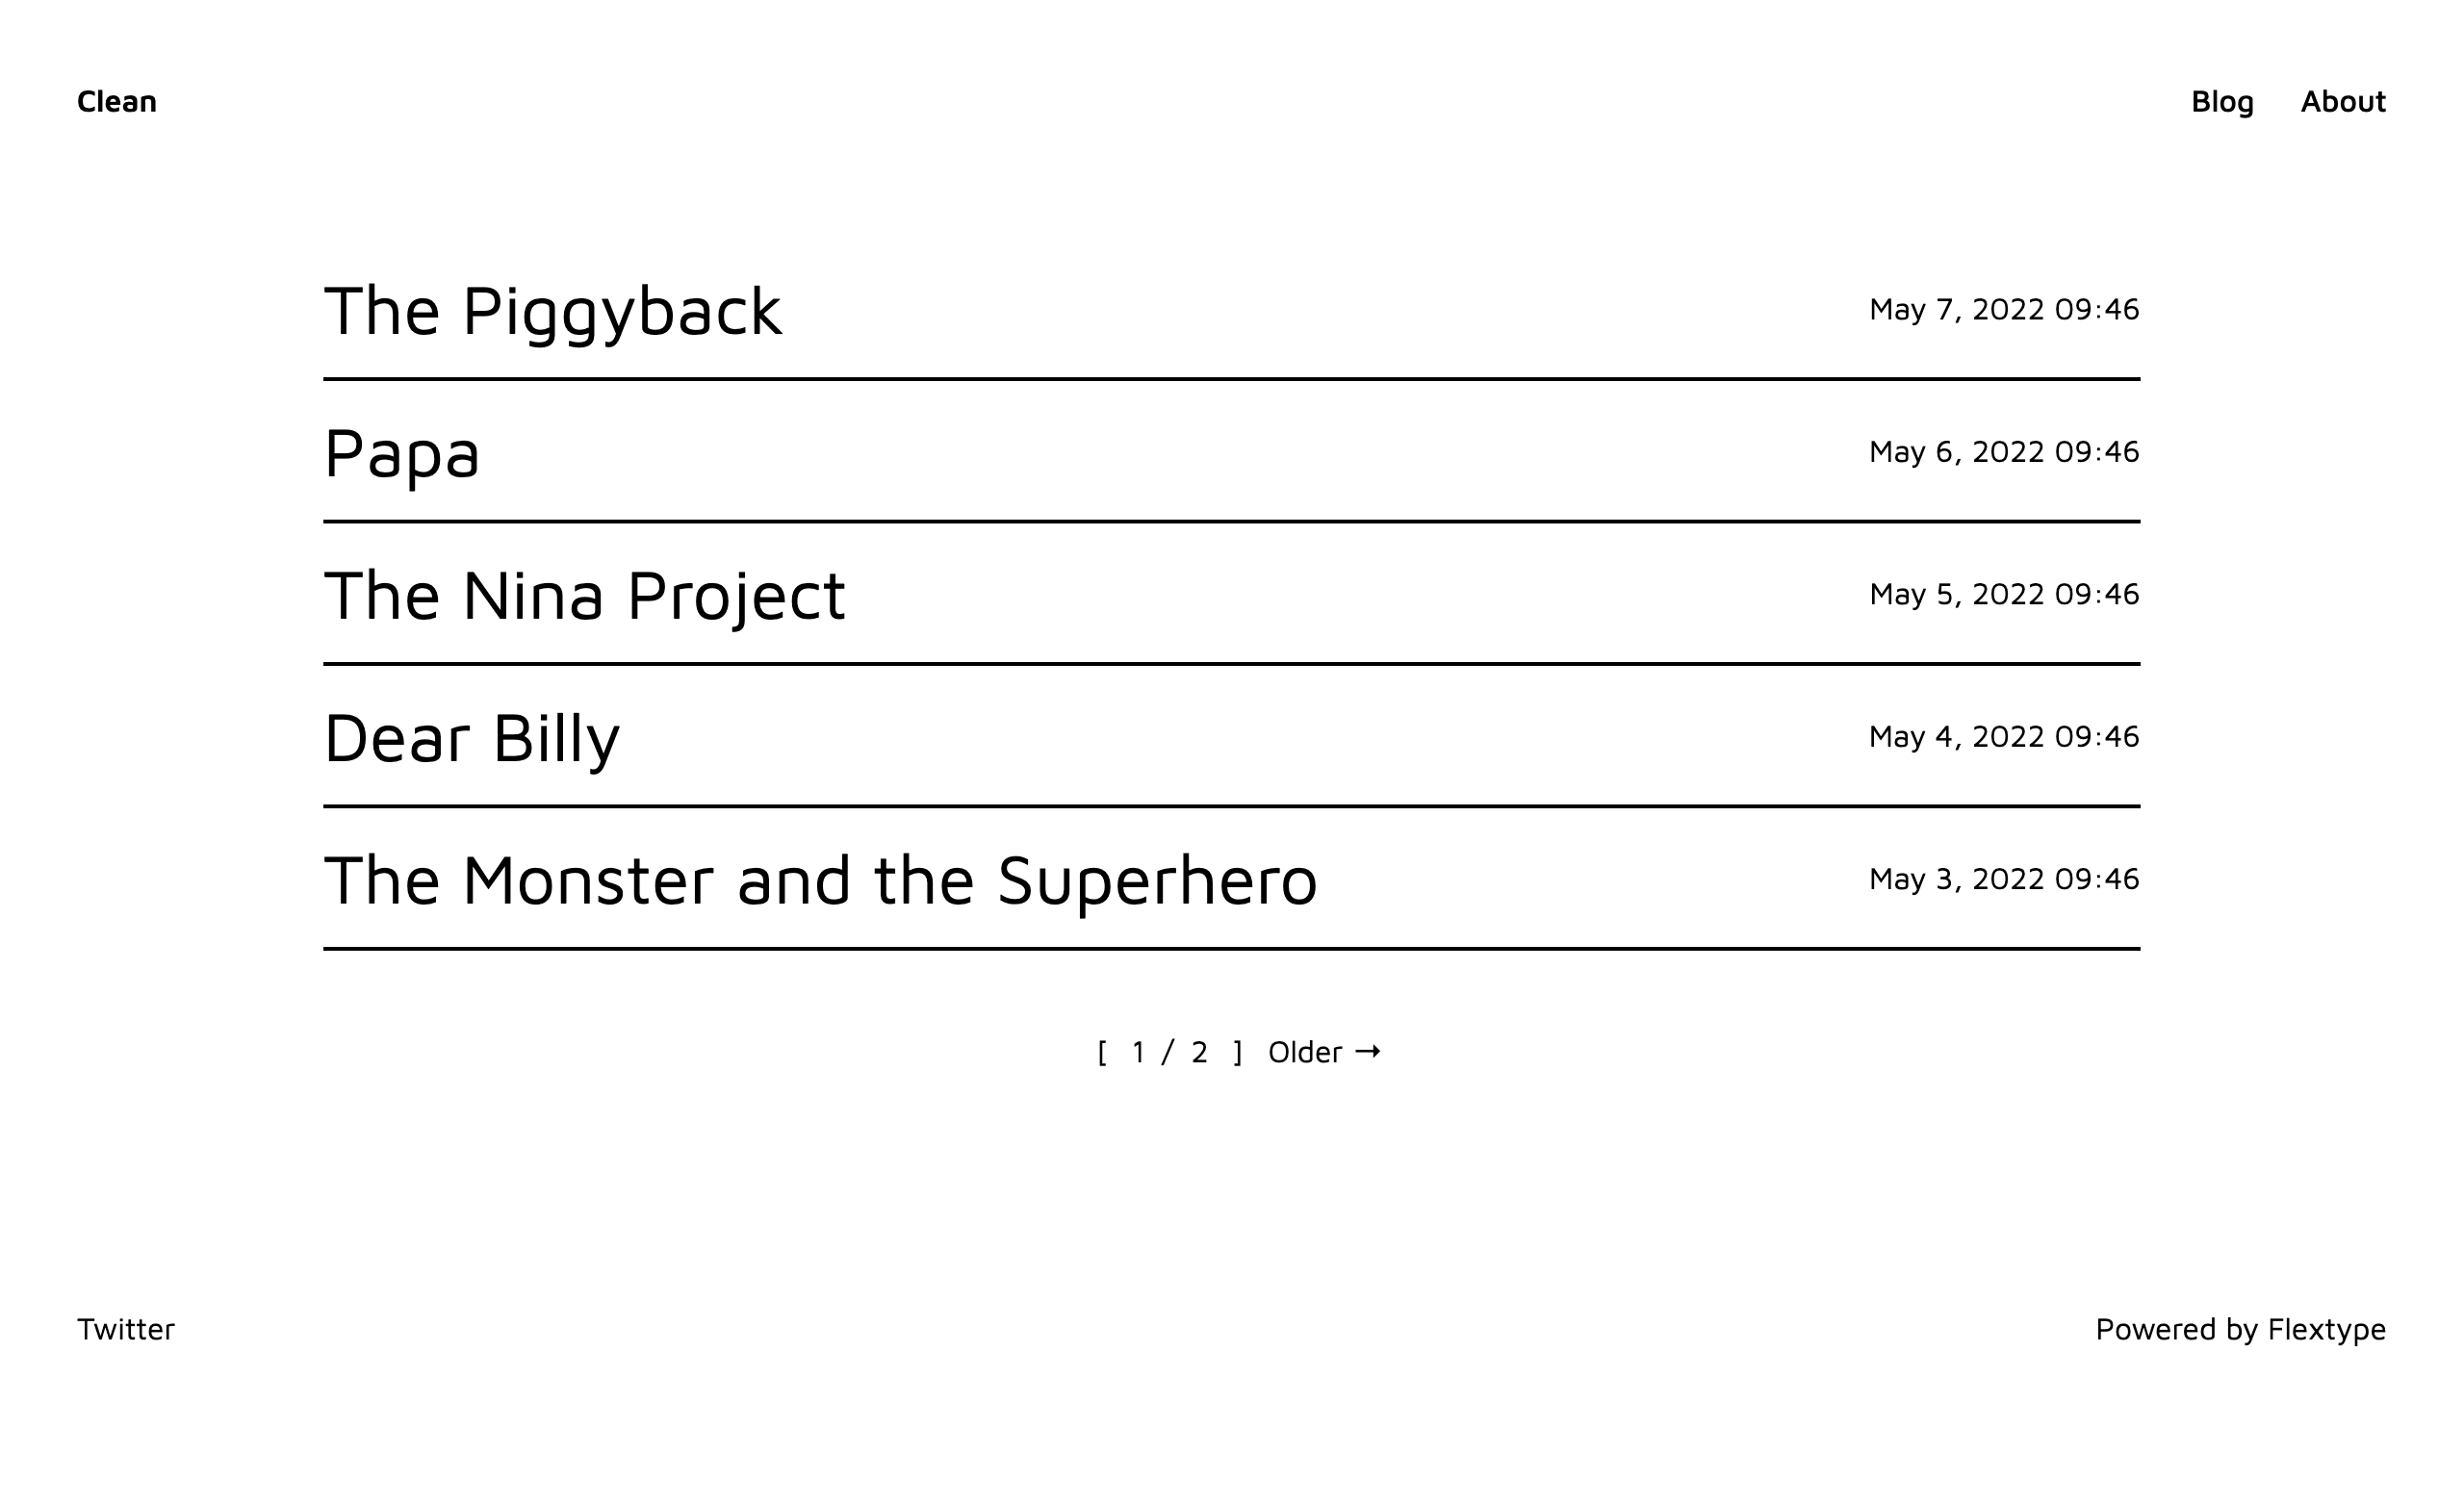 Clean Blog About
The Piggyback May 7, 2022 09:46
Papa May 6, 2022 09:46
The Nina Project May 5, 2022 09:46
Dear Billy May 4, 2022 09:46
The Monster and the Superhero May 3, 2022 09:46
[ 1 / 2 ] Older →
Twitter Powered by Flextype